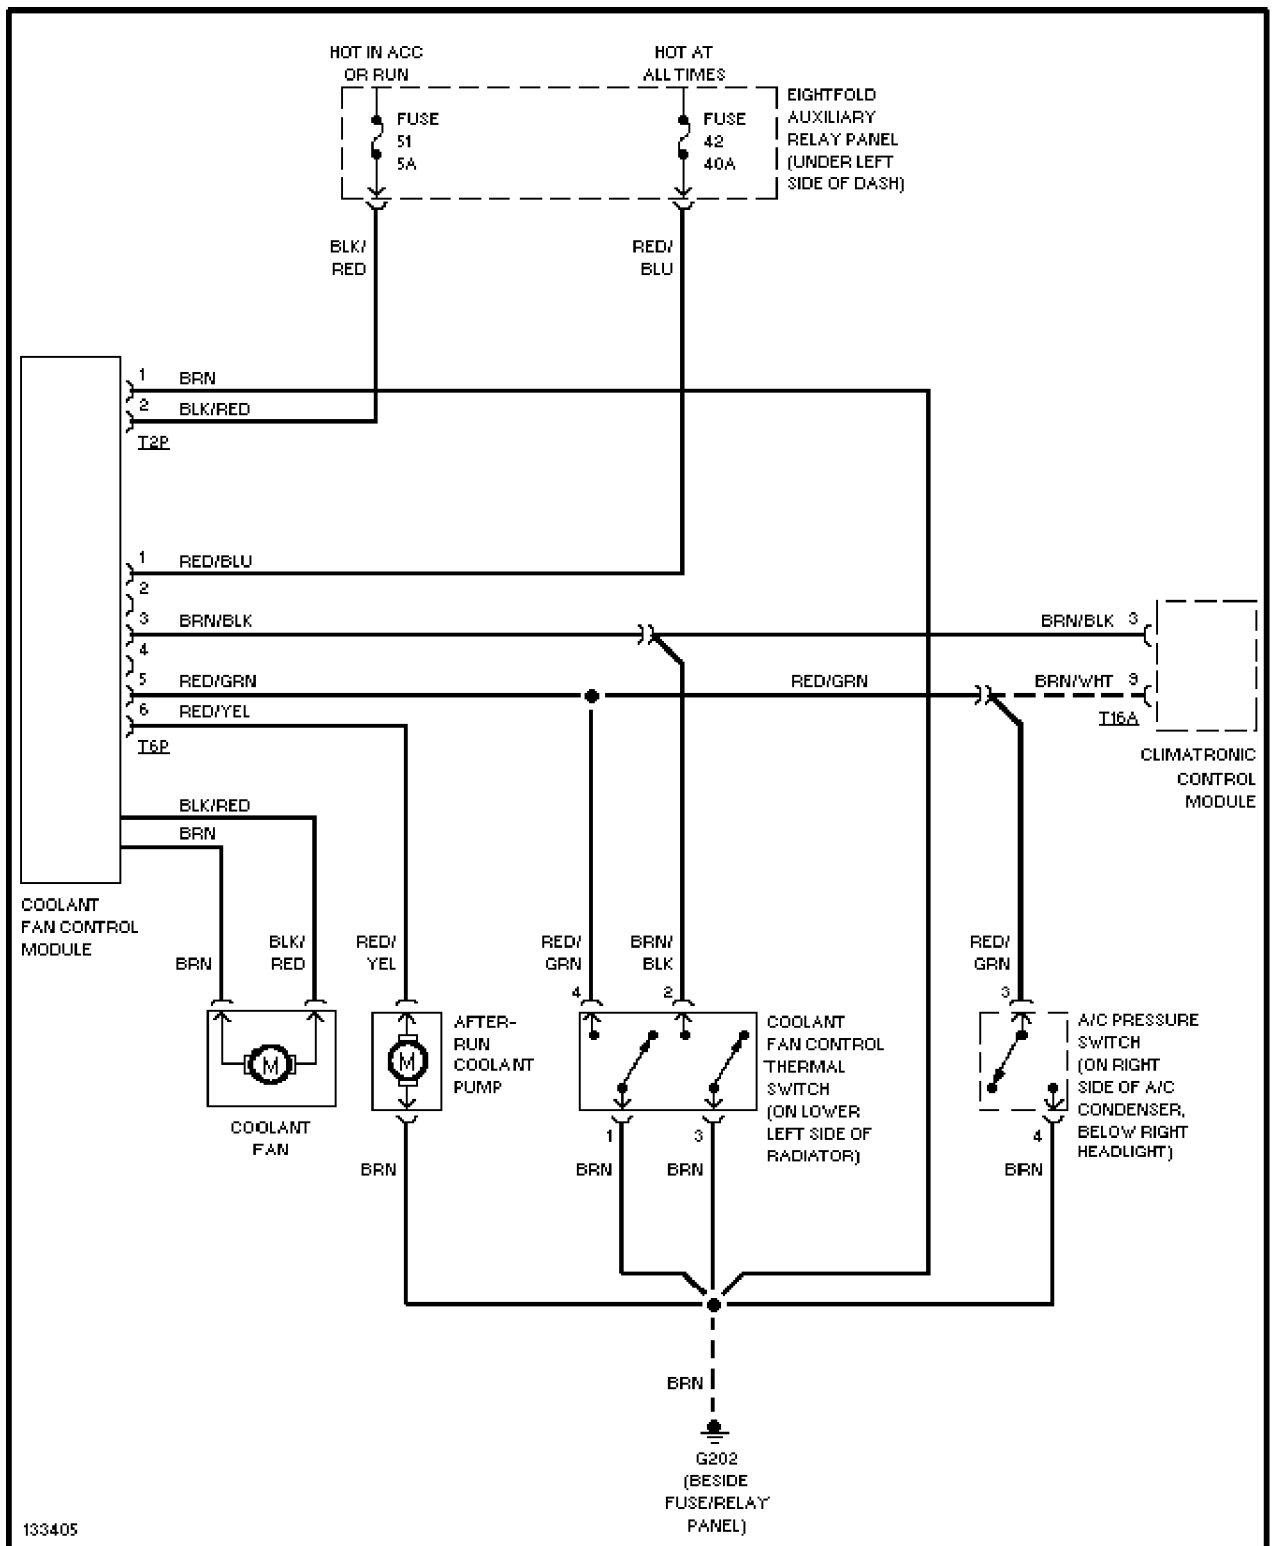 HOT IN ACC
OR RUN
HOT AT
ALL TIMES
FUSE
51
5A
FUSE
42
40A
EIGHTFOLD
AUXILIARY
RELAY PANEL
(UNDER LEFT
SIDE OF DASH)
BLK/
RED
RED/
BLU
1 BRN
2 BLK/RED
T2P
1 RED/BLU
2
3 BRN/BLK
BRN/BLK 3
4
5 RED/GRN
RED/GRN
BRN/WHT 9
6 RED/YEL
T6P
T16A
CLIMATRONIC
CONTROL
MODULE
BLK/RED
BRN
COOLANT
FAN CONTROL
MODULE
BRN
BLK/
RED
RED/
YEL
RED/
GRN
4
BRN/
BLK
2
RED/
GRN
3
M
COOLANT
FAN
M
AFTER-
RUN
COOLANT
PUMP
COOLANT
FAN CONTROL
THERMAL
SWITCH
(ON LOWER
LEFT SIDE OF
RADIATOR)
A/C PRESSURE
SWITCH
(ON RIGHT
SIDE OF A/C
CONDENSER,
BELOW RIGHT
HEADLIGHT)
BRN
1
BRN
3
BRN
4
BRN
BRN
G202
(BESIDE
FUSE/RELAY
PANEL)
133405